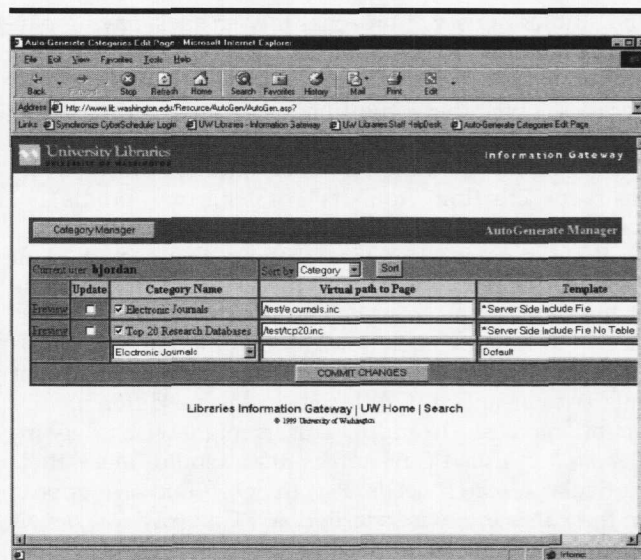 Auto Generate Categories Edit Page - Microsoft Internet Explorer
File Edit View Favorites Tools Help
Back Forward Stop Refresh Home Search Favorites History Mail Print Edit
Address http://www.lib.washington.edu/Resource/AutoGen/AutoGen.asp?
Links Synchronize CyberScheduler Login UW Libraries - Information Gateway UW Libraries Staff HelpDesk Auto-Generate Categories Edit Page
University Libraries Information Gateway
UNIVERSITY OF WASHINGTON
Category Manager AutoGenerate Manager
Current user bjordan Sort by Category Sort
Update Category Name Virtual path to Page Template
Preview Electronic Journals /test/ejournals.inc *Server Side Include File
Preview Top 20 Research Databases /test/top20.inc *Server Side Include File No Table
Electronic Journals Default
COMMIT CHANGES
Libraries Information Gateway | UW Home | Search
© 1999 University of Washington
Internet